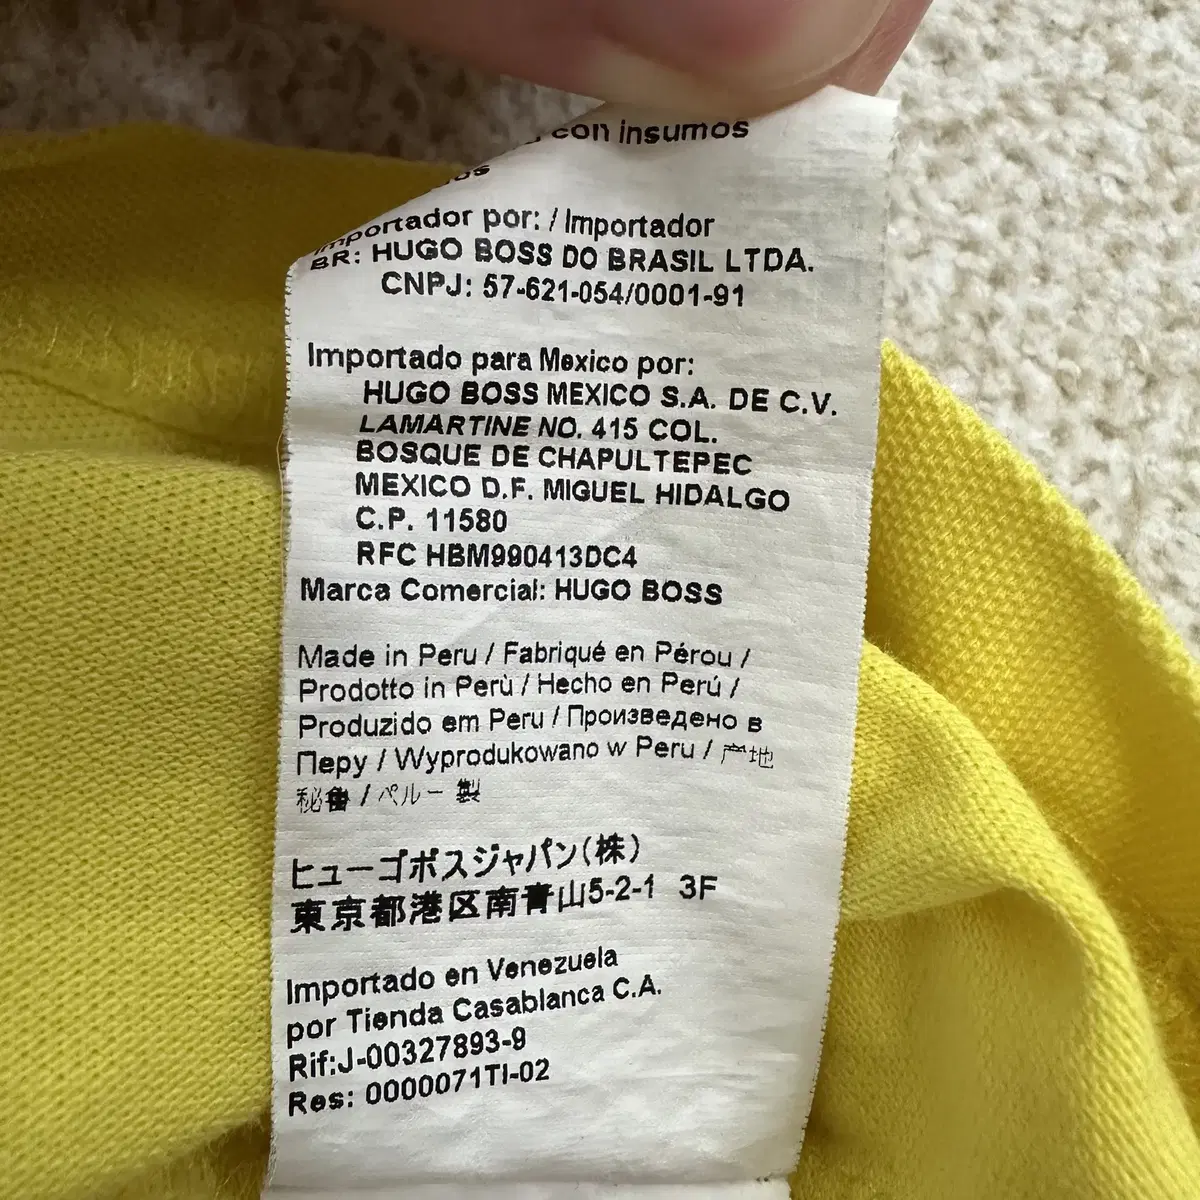 con insumos
Importador por: / Importador
BR: HUGO BOSS DO BRASIL LTDA.
CNPJ: 57-621-054/0001-91
Importado para Mexico por:
HUGO BOSS MEXICO S.A. DE C.V.
LAMARTINE NO. 415 COL.
BOSQUE DE CHAPULTEPEC
MEXICO D.F. MIGUEL HIDALGO
C.P. 11580
RFC HBM990413DC4
Marca Comercial: HUGO BOSS
Made in Peru / Fabriqué en Pérou /
Prodotto in Perù / Hecho en Perú /
Produzido em Peru / Произведено в
Перу / Wyprodukowano w Peru / 产地
秘鲁 / ペルー 製
ヒューゴボスジャパン(株)
東京都港区南青山5-2-1 3F
Importado en Venezuela
por Tienda Casablanca C.A.
Rif:J-00327893-9
Res: 0000071TI-02